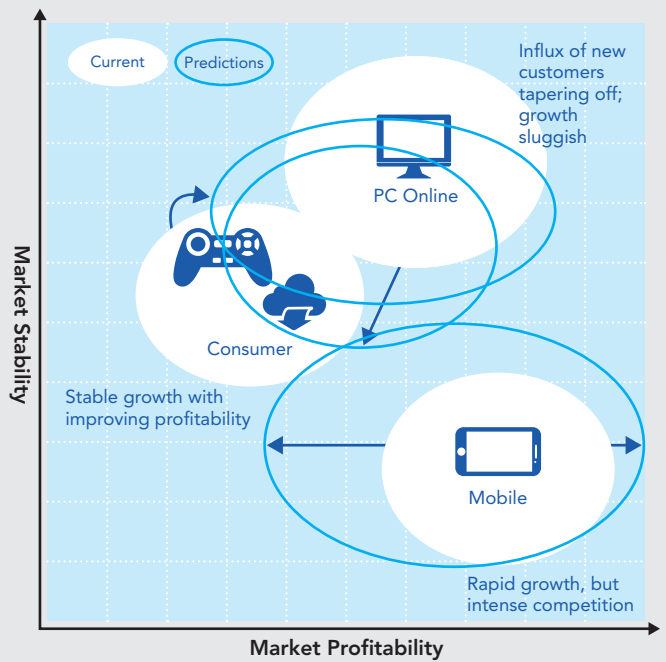 Current
Predictions
Influx of new
customers
tapering off;
growth
sluggish
PC Online
Consumer
Stable growth with
improving profitability
Mobile
Rapid growth, but
intense competition
Market Stability
Market Profitability